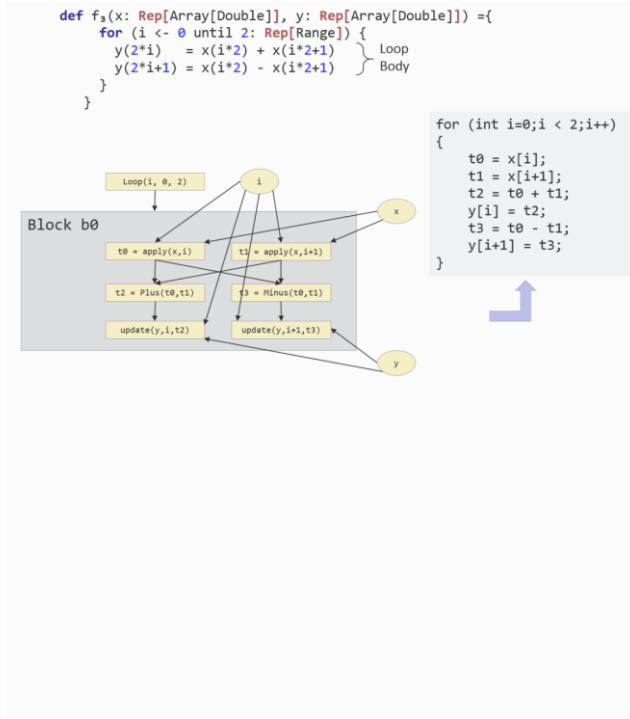 def f₃(x: Rep[Array[Double]], y: Rep[Array[Double]]) ={
for (i <- 0 until 2: Rep[Range]) {
y(2*i)   = x(i*2) + x(i*2+1)
y(2*i+1) = x(i*2) - x(i*2+1)
}
}
Loop
Body
for (int i=0;i < 2;i++)
{
t0 = x[i];
t1 = x[i+1];
t2 = t0 + t1;
y[i] = t2;
t3 = t0 - t1;
y[i+1] = t3;
}
Loop(i, 0, 2)
i
x
Block b0
t0 = apply(x,i)
t1 = apply(x,i+1)
t2 = Plus(t0,t1)
t3 = Minus(t0,t1)
update(y,i,t2)
update(y,i+1,t3)
y